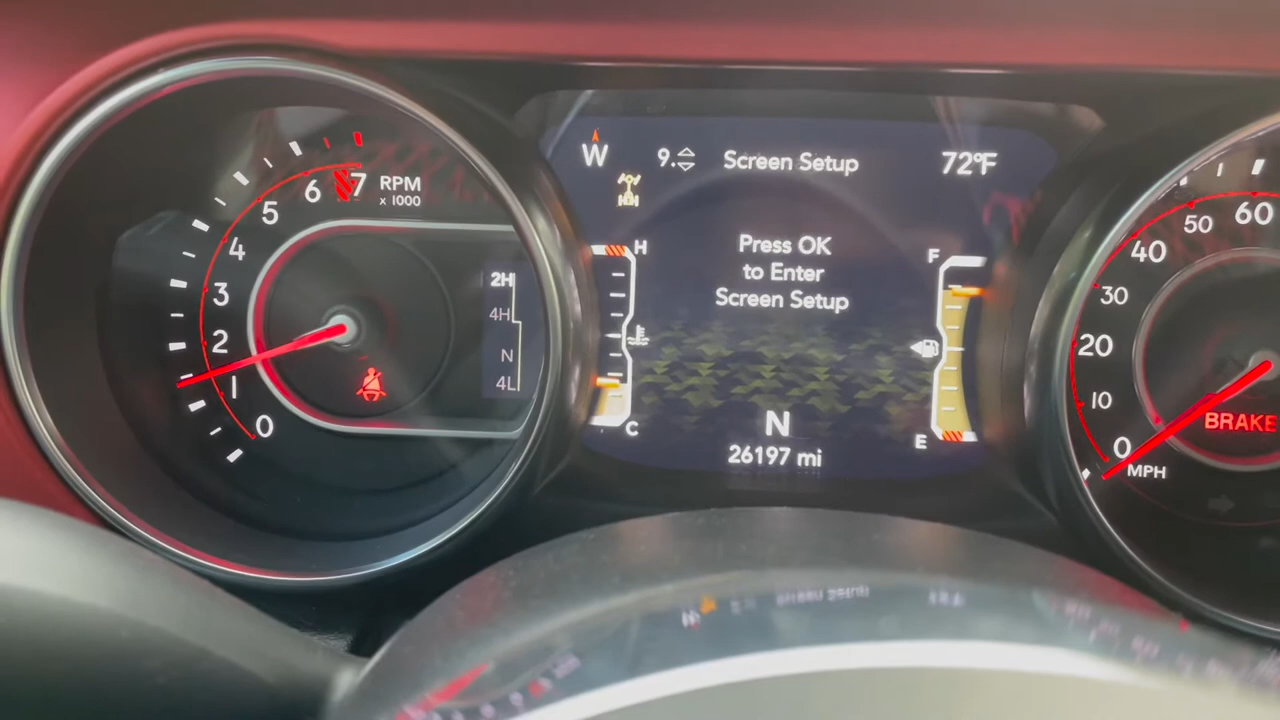 W
9.
Screen Setup
72°F
7
RPM
x 1000
6
5
4
3
2
1
0
2H
4H
N
4L
H
C
Press OK
to Enter
Screen Setup
F
E
N
26197 mi
60
50
40
30
20
10
0
MPH
BRAKE